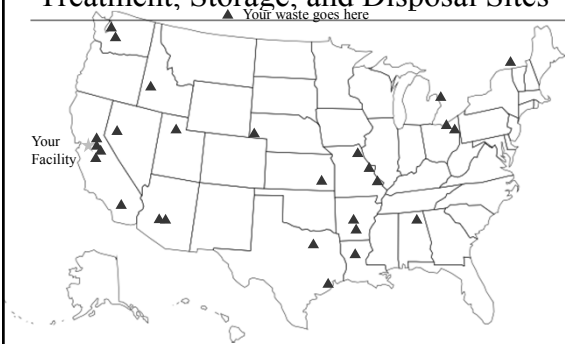 Treatment, Storage, and Disposal Sites
▲ Your waste goes here
Your
Facility